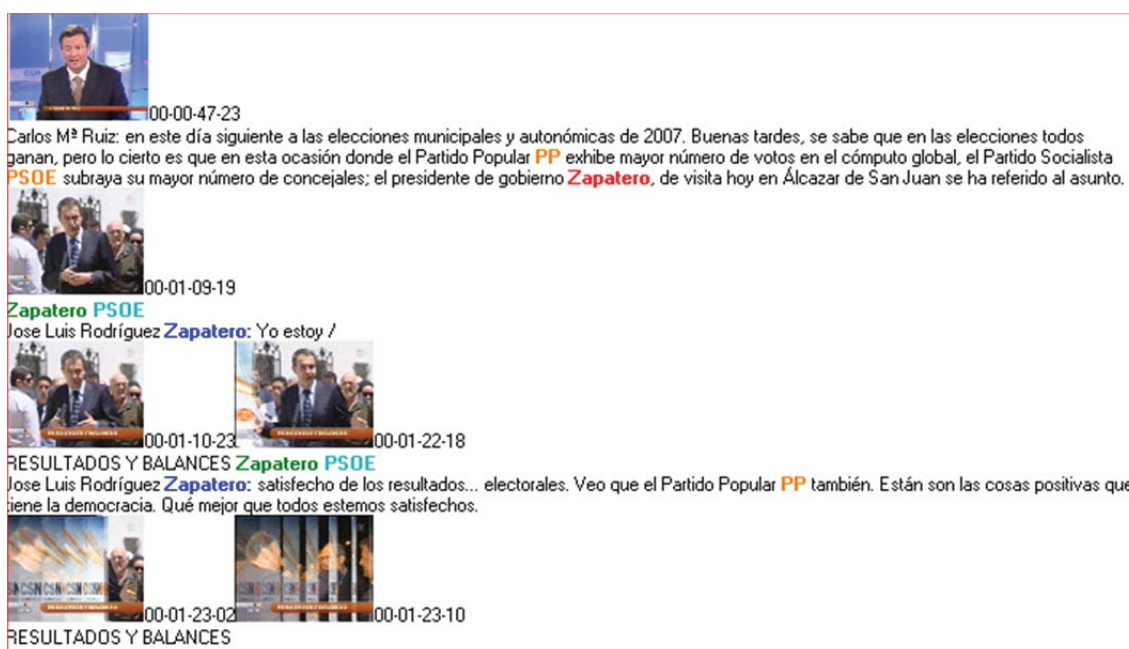 00-00-47-23
Carlos Mª Ruiz: en este día siguiente a las elecciones municipales y autonómicas de 2007. Buenas tardes, se sabe que en las elecciones todos
ganan, pero lo cierto es que en esta ocasión donde el Partido Popular PP exhibe mayor número de votos en el cómputo global, el Partido Socialista
PSOE subraya su mayor número de concejales; el presidente de gobierno Zapatero, de visita hoy en Álcazar de San Juan se ha referido al asunto.
00-01-09-19
Zapatero PSOE
Jose Luis Rodríguez Zapatero: Yo estoy /
00-01-10-23 00-01-22-18
RESULTADOS Y BALANCES Zapatero PSOE
Jose Luis Rodríguez Zapatero: satisfecho de los resultados... electorales. Veo que el Partido Popular PP también. Están son las cosas positivas que
tiene la democracia. Qué mejor que todos estemos satisfechos.
00-01-23-02 00-01-23-10
RESULTADOS Y BALANCES